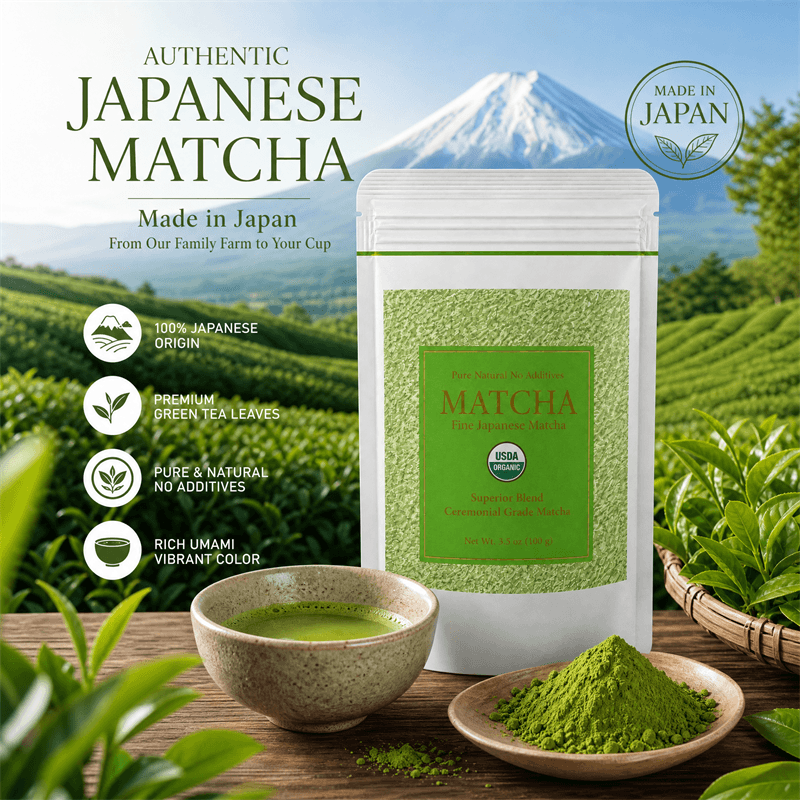 AUTHENTIC
JAPANESE
MATCHA
Made in Japan
From Our Family Farm to Your Cup
MADE IN
JAPAN
100% JAPANESE
ORIGIN
PREMIUM
GREEN TEA LEAVES
PURE & NATURAL
NO ADDITIVES
RICH UMAMI
VIBRANT COLOR
Pure Natural No Additives
MATCHA
Fine Japanese Matcha
USDA
ORGANIC
Superior Blend
Ceremonial Grade Matcha
Net Wt. 3.5 oz (100 g)